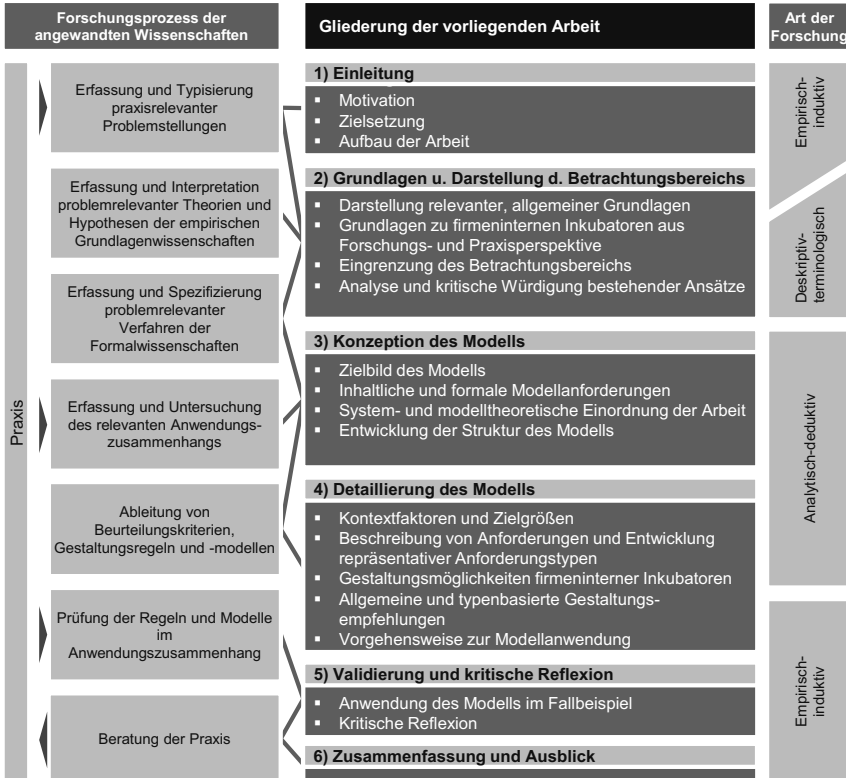 Forschungsprozess der
angewandten Wissenschaften
Gliederung der vorliegenden Arbeit
Art der
Forschung
Praxis
Erfassung und Typisierung
praxisrelevanter
Problemstellungen
Erfassung und Interpretation
problemrelevanter Theorien und
Hypothesen der empirischen
Grundlagenwissenschaften
Erfassung und Spezifizierung
problemrelevanter
Verfahren der
Formalwissenschaften
Erfassung und Untersuchung
des relevanten Anwendungs-
zusammenhangs
Ableitung von
Beurteilungskriterien,
Gestaltungsregeln und -modellen
Prüfung der Regeln und Modelle
im
Anwendungszusammenhang
Beratung der Praxis
1) Einleitung
▪ Motivation
▪ Zielsetzung
▪ Aufbau der Arbeit
2) Grundlagen u. Darstellung d. Betrachtungsbereichs
▪ Darstellung relevanter, allgemeiner Grundlagen
▪ Grundlagen zu firmeninternen Inkubatoren aus
Forschungs- und Praxisperspektive
▪ Eingrenzung des Betrachtungsbereichs
▪ Analyse und kritische Würdigung bestehender Ansätze
3) Konzeption des Modells
▪ Zielbild des Modells
▪ Inhaltliche und formale Modellanforderungen
▪ System- und modelltheoretische Einordnung der Arbeit
▪ Entwicklung der Struktur des Modells
4) Detaillierung des Modells
▪ Kontextfaktoren und Zielgrößen
▪ Beschreibung von Anforderungen und Entwicklung
repräsentativer Anforderungstypen
▪ Gestaltungsmöglichkeiten firmeninterner Inkubatoren
▪ Allgemeine und typenbasierte Gestaltungs-
empfehlungen
▪ Vorgehensweise zur Modellanwendung
5) Validierung und kritische Reflexion
▪ Anwendung des Modells im Fallbeispiel
▪ Kritische Reflexion
6) Zusammenfassung und Ausblick
Empirisch-
induktiv
Deskriptiv-
terminologisch
Analytisch-deduktiv
Empirisch-
induktiv